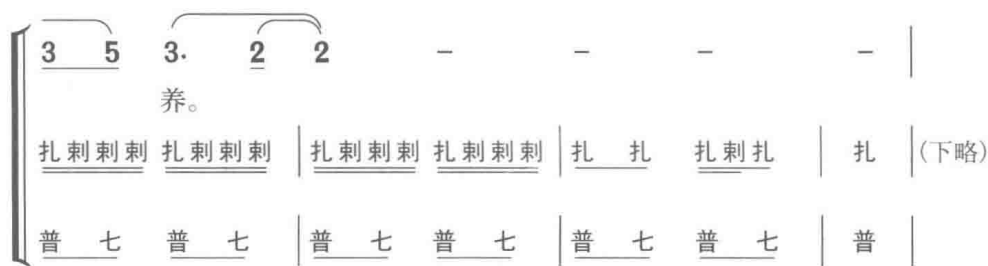 3 5 3. 2 2 - - - - |
养。
扎剌剌剌 扎剌剌剌 | 扎剌剌剌 扎剌剌剌 | 扎 扎 扎剌扎 | 扎 | (下略)
普 七 普 七 | 普 七 普 七 | 普 七 普 七 | 普 |